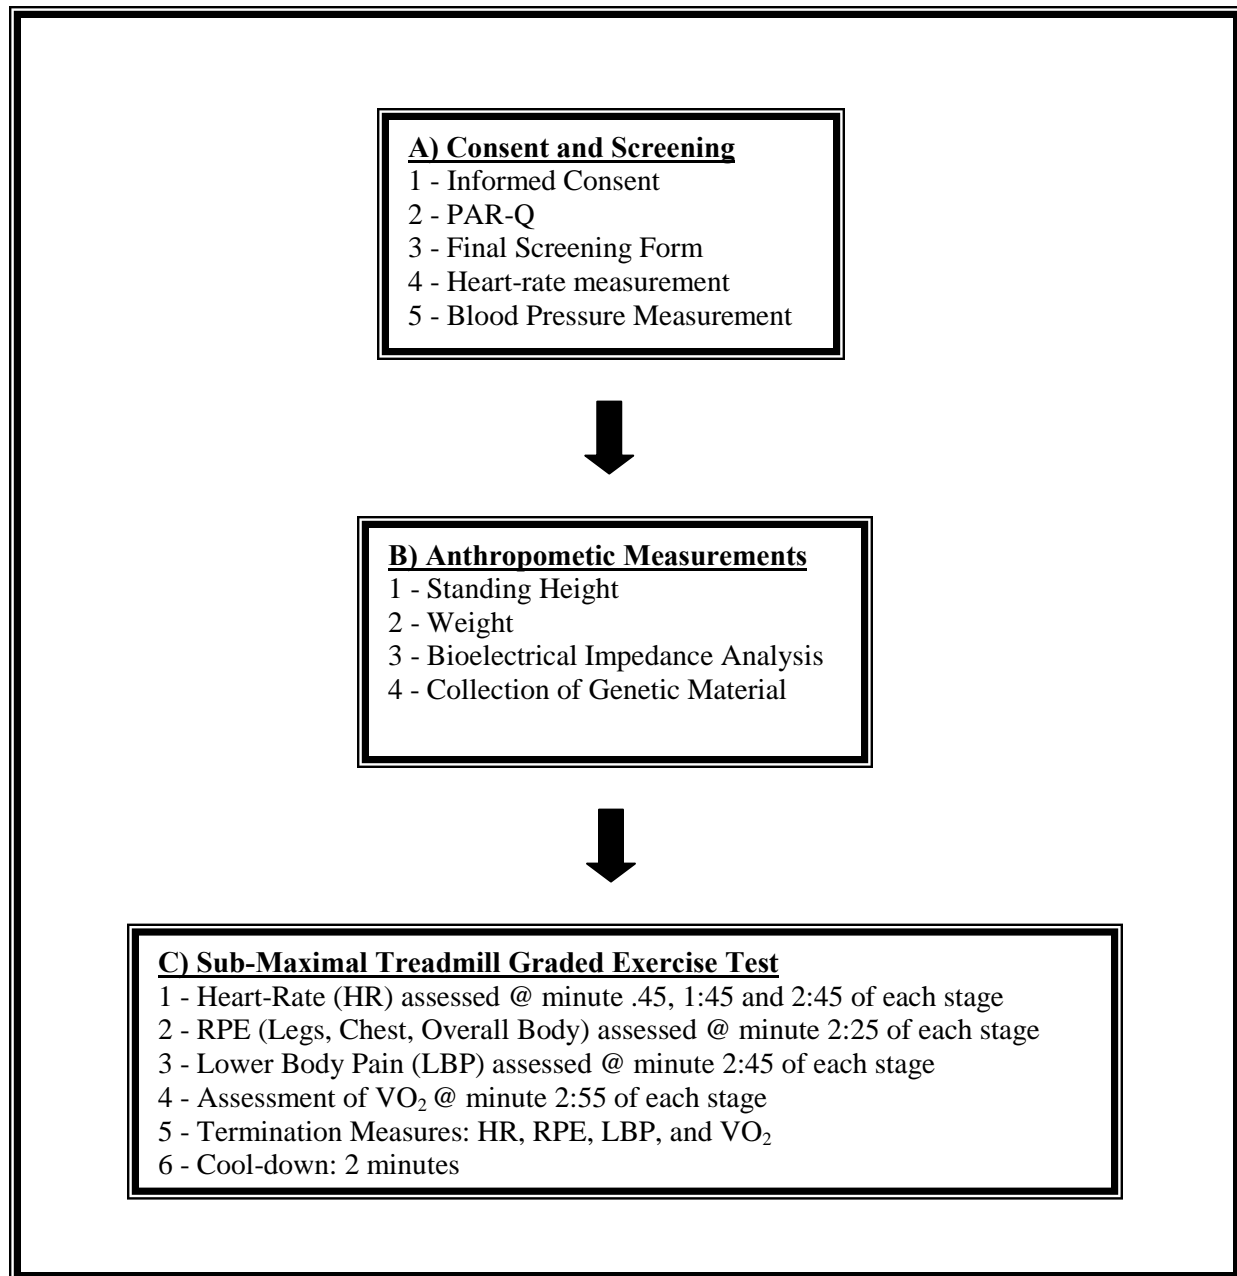 A) Consent and Screening
1 - Informed Consent
2 - PAR-Q
3 - Final Screening Form
4 - Heart-rate measurement
5 - Blood Pressure Measurement
B) Anthropometic Measurements
1 - Standing Height
2 - Weight
3 - Bioelectrical Impedance Analysis
4 - Collection of Genetic Material
C) Sub-Maximal Treadmill Graded Exercise Test
1 - Heart-Rate (HR) assessed @ minute .45, 1:45 and 2:45 of each stage
2 - RPE (Legs, Chest, Overall Body) assessed @ minute 2:25 of each stage
3 - Lower Body Pain (LBP) assessed @ minute 2:45 of each stage
4 - Assessment of VO₂ @ minute 2:55 of each stage
5 - Termination Measures: HR, RPE, LBP, and VO₂
6 - Cool-down: 2 minutes